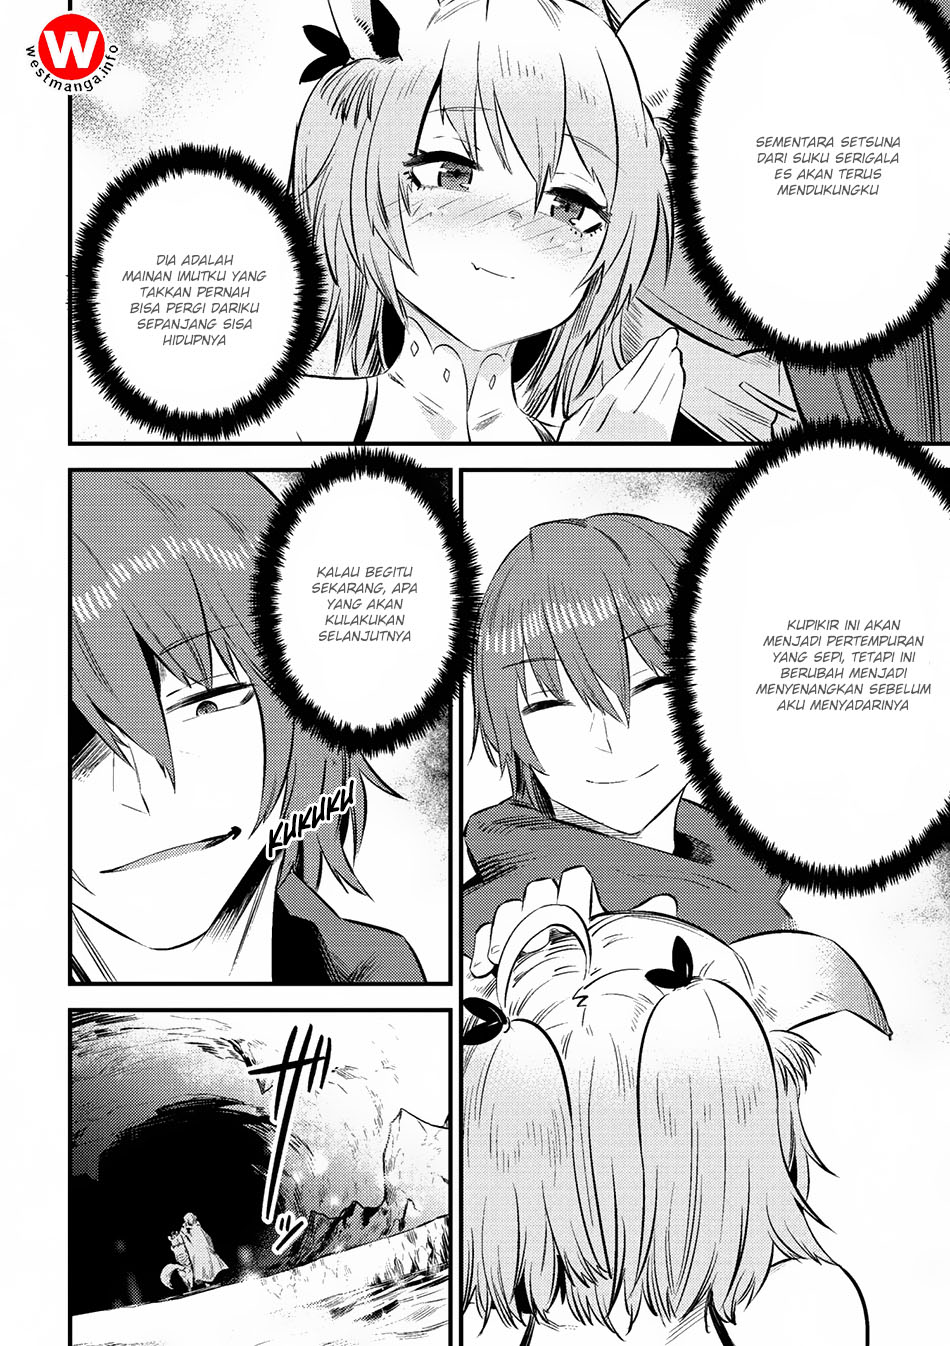 W
westmanga.info
SEMENTARA SETSUNA
DARI SUKU SERIGALA
ES AKAN TERUS
MENDUKUNGKU
DIA ADALAH
MAINAN IMUTKU YANG
TAKKAN PERNAH
BISA PERGI DARIKU
SEPANJANG SISA
HIDUPNYA
KUPIKIR INI AKAN
MENJADI PERTEMPURAN
YANG SEPI, TETAPI INI
BERUBAH MENJADI
MENYENANGKAN SEBELUM
AKU MENYADARINYA
KALAU BEGITU
SEKARANG, APA
YANG AKAN
KULAKUKAN
SELANJUTNYA
KUKUKU